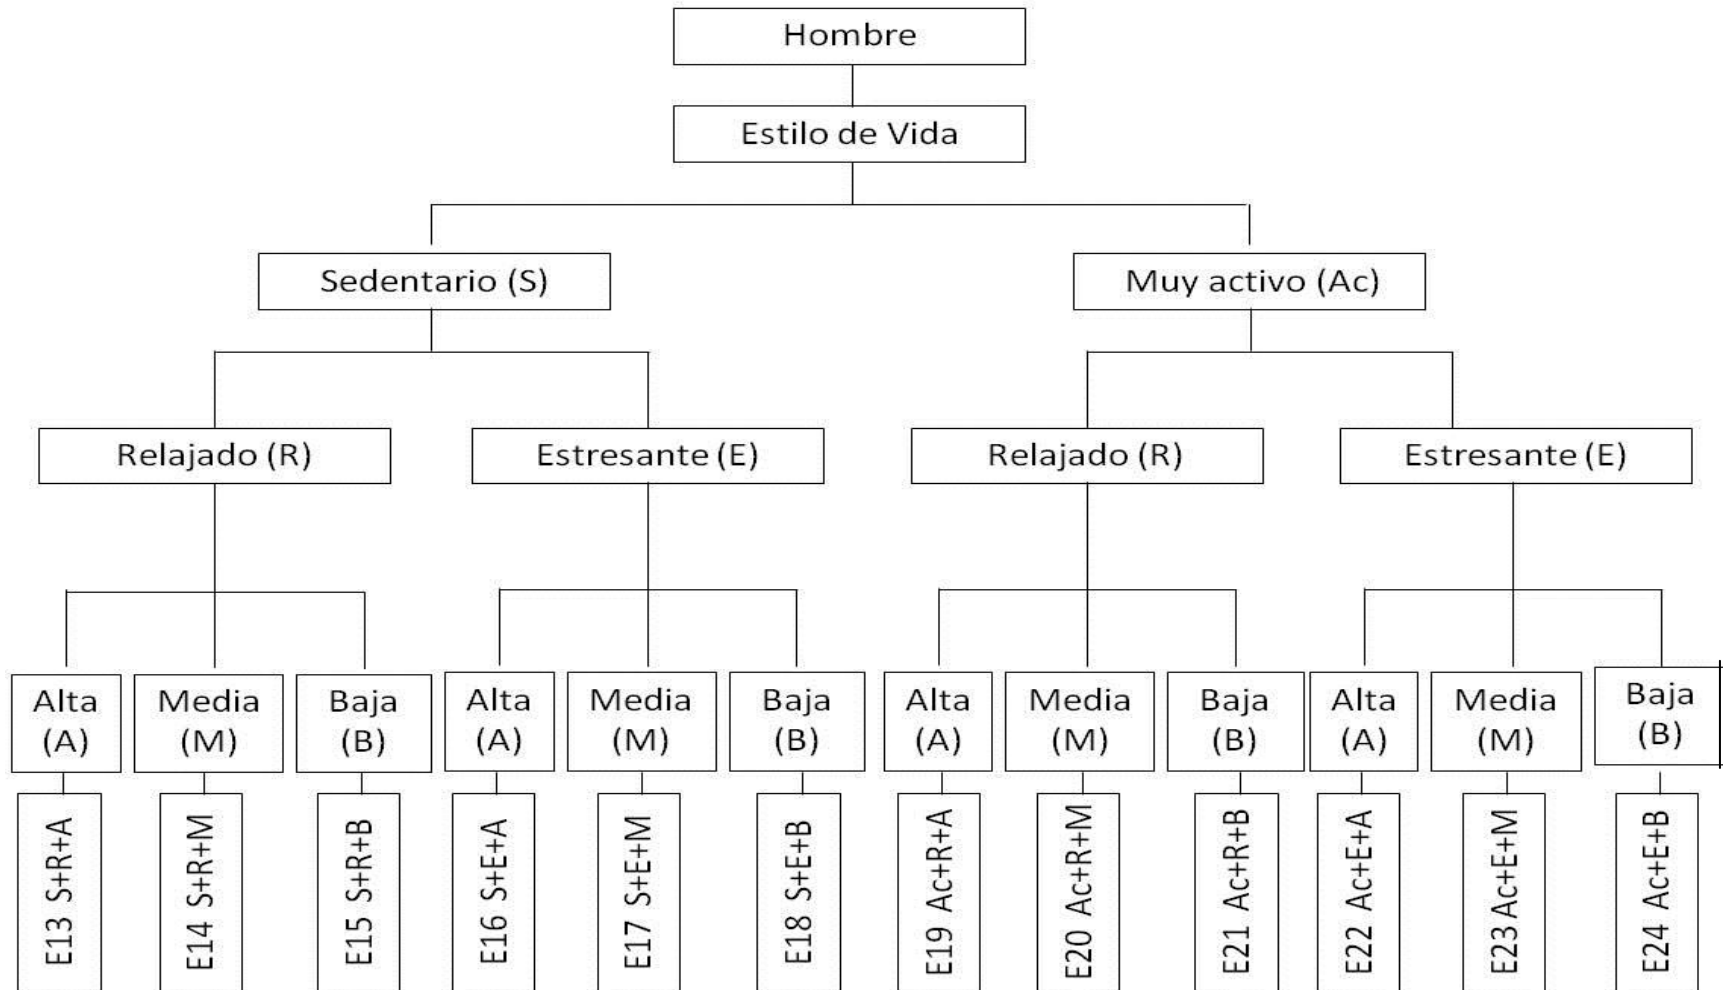 Hombre
Estilo de Vida
Sedentario (S)
Muy activo (Ac)
Relajado (R)
Estresante (E)
Relajado (R)
Estresante (E)
Alta
(A)
Media
(M)
Baja
(B)
Alta
(A)
Media
(M)
Baja
(B)
Alta
(A)
Media
(M)
Baja
(B)
Alta
(A)
Media
(M)
Baja
(B)
E13 S+R+A
E14 S+R+M
E15 S+R+B
E16 S+E+A
E17 S+E+M
E18 S+E+B
E19 Ac+R+A
E20 Ac+R+M
E21 Ac+R+B
E22 Ac+E+A
E23 Ac+E+M
E24 Ac+E+B